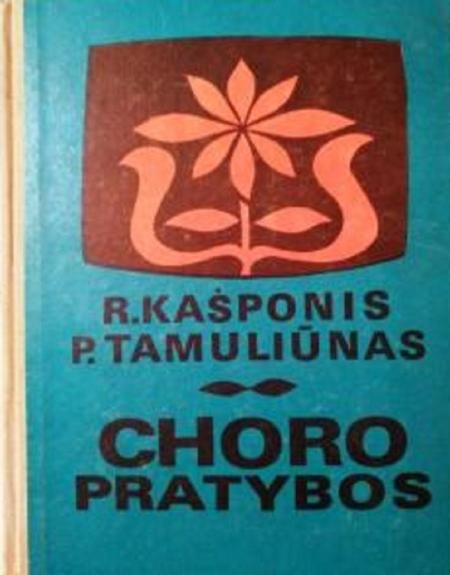 R.KAŠPONIS
P.TAMULIŪNAS
CHORO
PRATYBOS